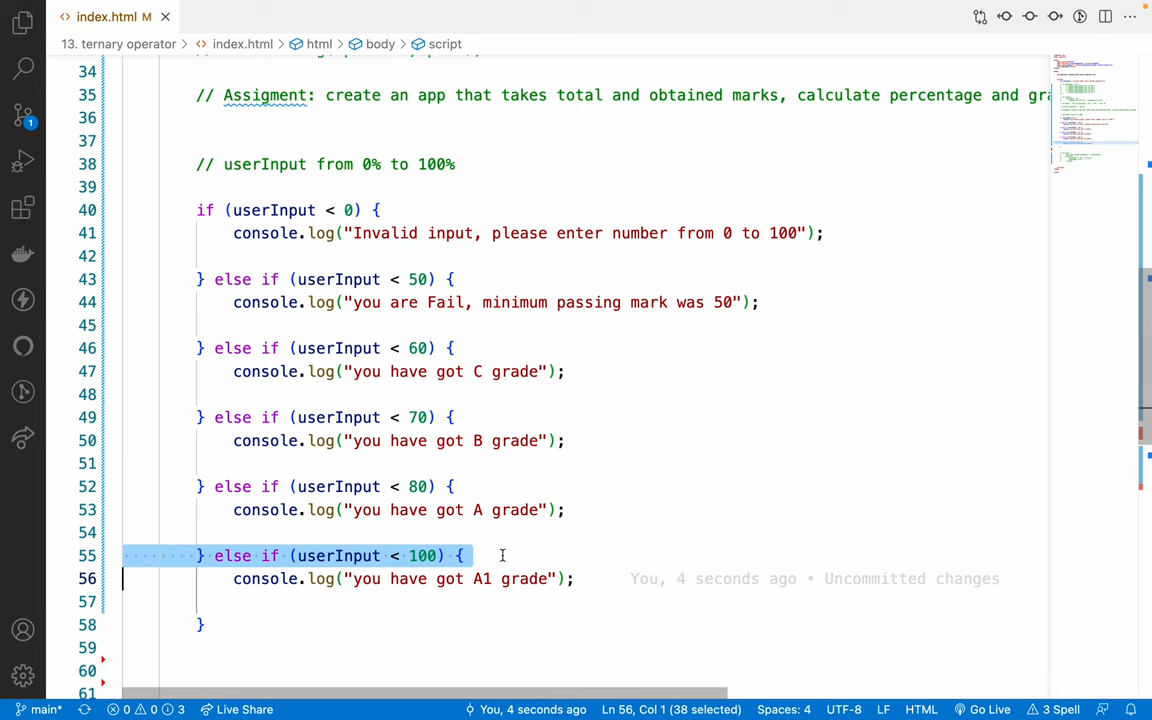 index.html M
13. ternary operator > index.html > html > body > script
34
35 // Assigment: create an app that takes total and obtained marks, calculate percentage and gra
36
37
38 // userInput from 0% to 100%
39
40 if (userInput < 0) {
41 console.log("Invalid input, please enter number from 0 to 100");
42
43 } else if (userInput < 50) {
44 console.log("you are Fail, minimum passing mark was 50");
45
46 } else if (userInput < 60) {
47 console.log("you have got C grade");
48
49 } else if (userInput < 70) {
50 console.log("you have got B grade");
51
52 } else if (userInput < 80) {
53 console.log("you have got A grade");
54
55 } else if (userInput < 100) {
56 console.log("you have got A1 grade"); You, 4 seconds ago • Uncommitted changes
57
58 }
59
60
61
1
main* 0 0 3 Live Share You, 4 seconds ago Ln 56, Col 1 (38 selected) Spaces: 4 UTF-8 LF HTML Go Live 3 Spell